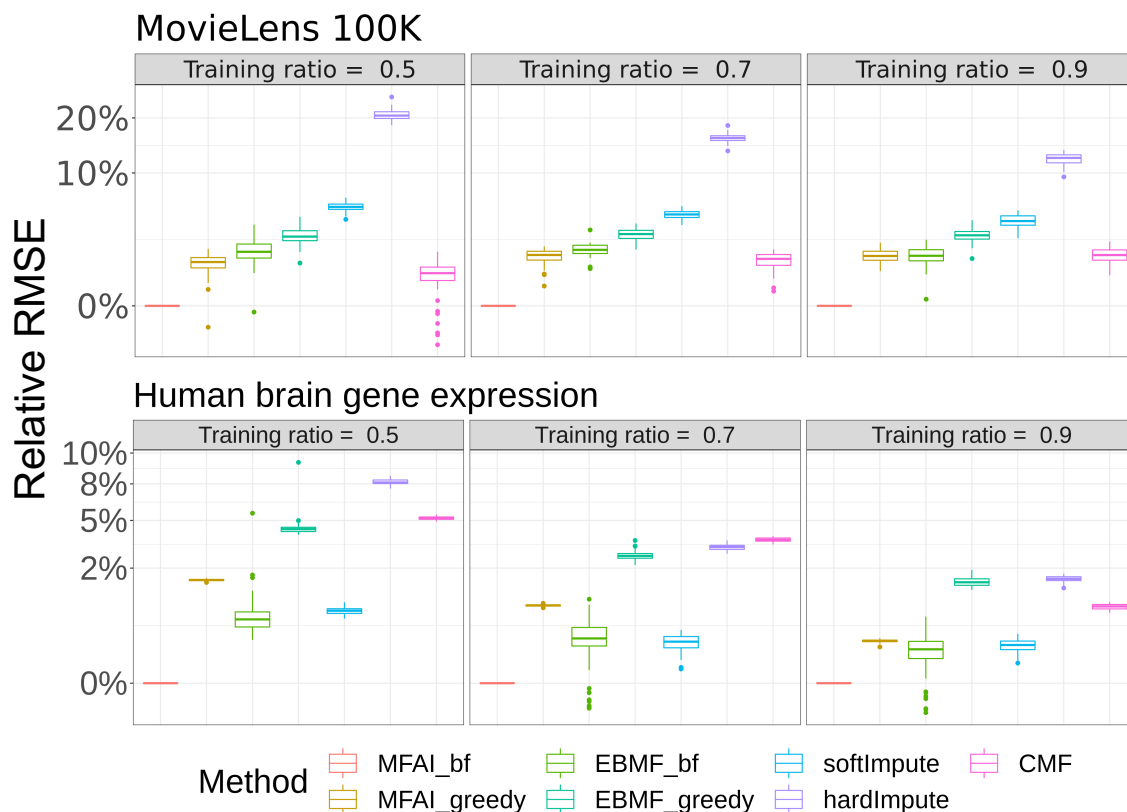 MovieLens 100K
Training ratio = 0.5
Training ratio = 0.7
Training ratio = 0.9
20%
10%
0%
Relative RMSE
Human brain gene expression
Training ratio = 0.5
Training ratio = 0.7
Training ratio = 0.9
10%
8%
5%
2%
0%
Method
MFAI_bf
EBMF_bf
softImpute
CMF
MFAI_greedy
EBMF_greedy
hardImpute